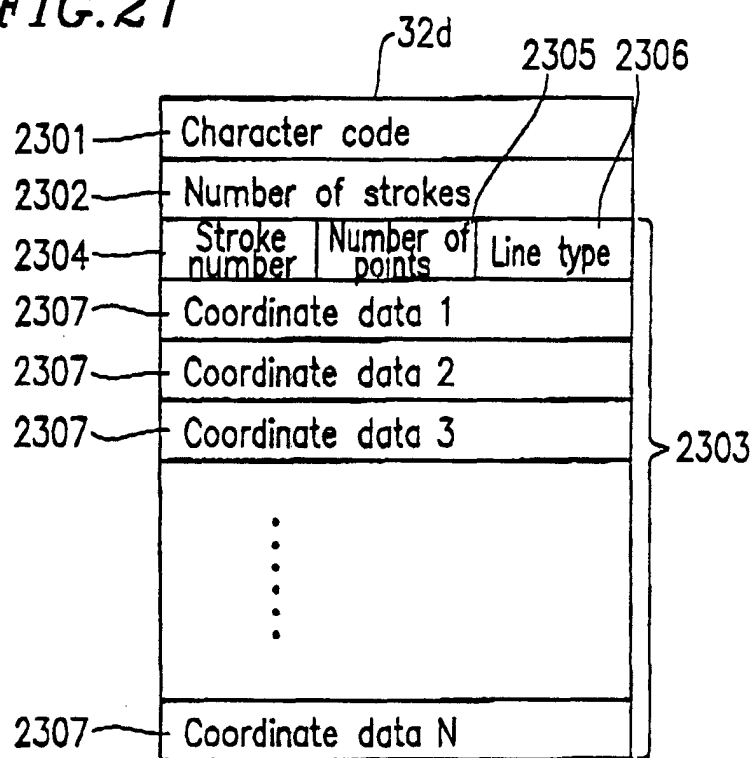 FIG.27
32d
2305 2306
2301 Character code
2302 Number of strokes
2304 Stroke number Number of points Line type
2307 Coordinate data 1
2307 Coordinate data 2
2307 Coordinate data 3
2303
2307 Coordinate data N